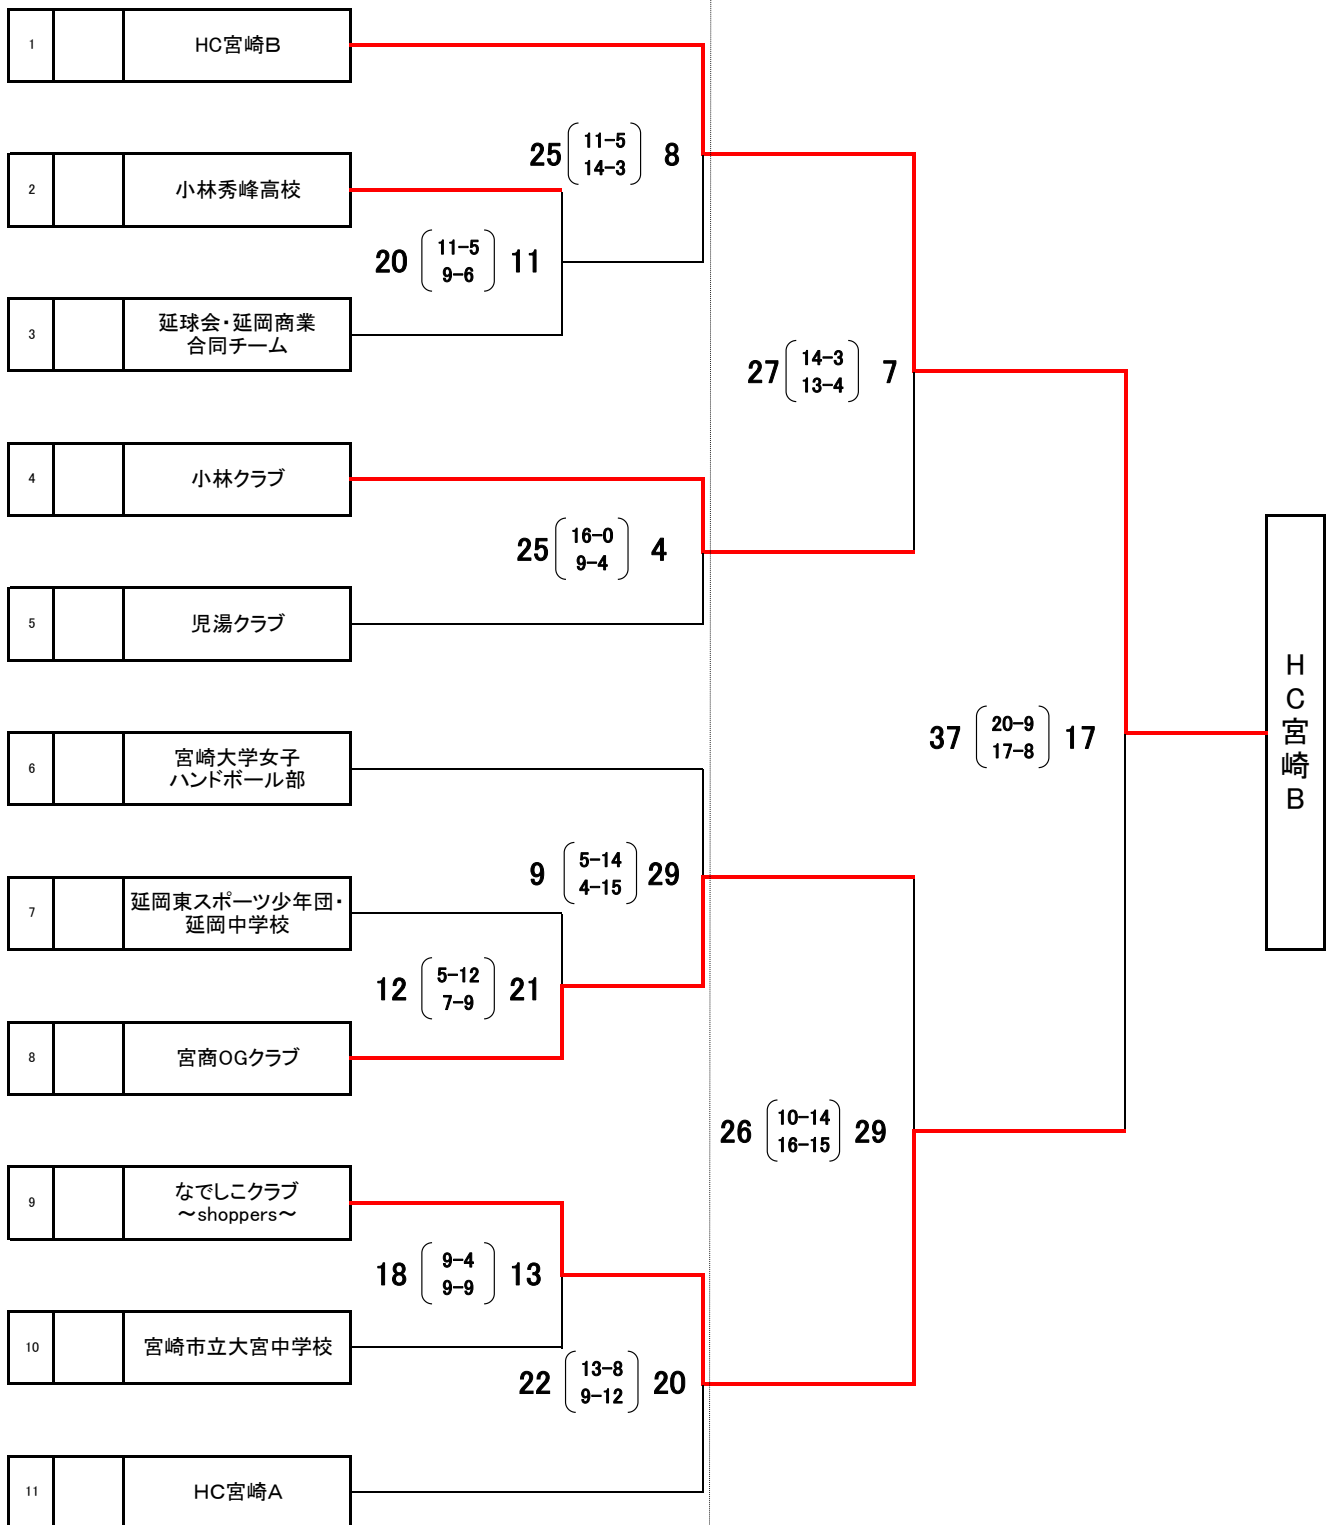 1 HC宮崎B
25 11-5 8
14-3
2 小林秀峰高校
20 11-5 11
9-6
3 延球会・延岡商業
合同チーム
27 14-3 7
13-4
4 小林クラブ
25 16-0 4
9-4
5 児湯クラブ
HC宮崎B
37 20-9 17
17-8
6 宮崎大学女子
ハンドボール部
9 5-14 29
4-15
7 延岡東スポーツ少年団・
延岡中学校
12 5-12 21
7-9
8 宮商OGクラブ
26 10-14 29
16-15
9 なでしこクラブ
～shoppers～
18 9-4 13
9-9
10 宮崎市立大宮中学校
22 13-8 20
9-12
11 HC宮崎A